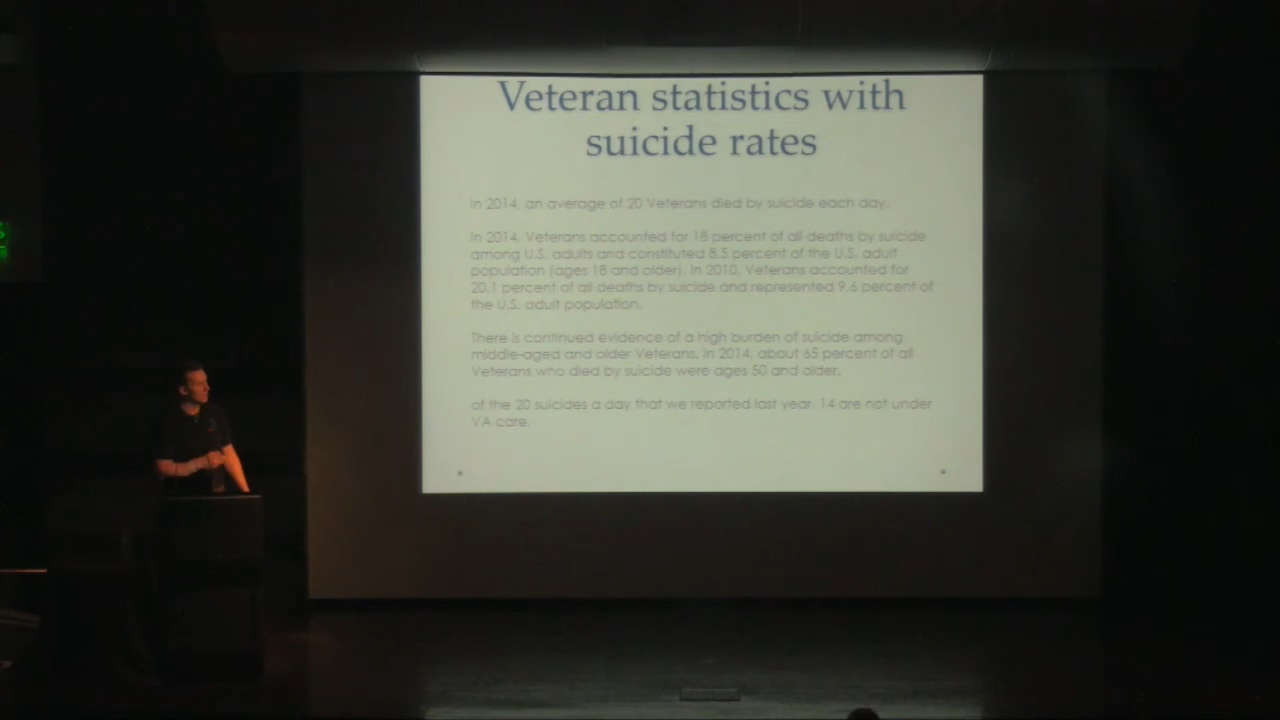 Veteran statistics with
suicide rates
In 2014, an average of 20 Veterans died by suicide each day.
In 2014, Veterans accounted for 18 percent of all deaths by suicide
among U.S. adults and constituted 8.5 percent of the U.S. adult
population (ages 18 and older). In 2010, Veterans accounted for
20.1 percent of all deaths by suicide and represented 9.6 percent of
the U.S. adult population.
There is continued evidence of a high burden of suicide among
middle-aged and older Veterans. In 2014, about 65 percent of all
Veterans who died by suicide were ages 50 and older.
of the 20 suicides a day that we reported last year, 14 are not under
VA care.